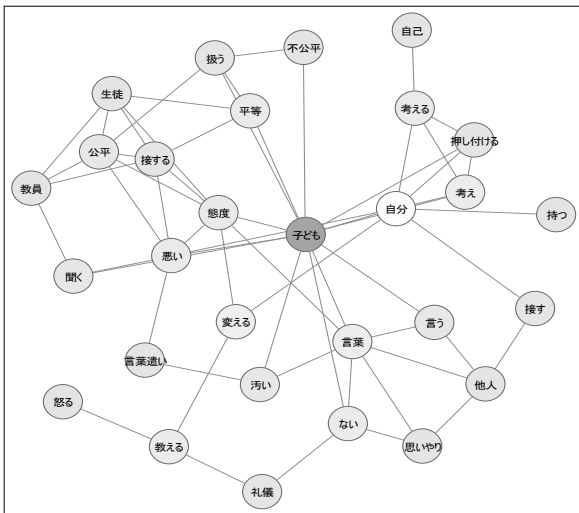 自己
不公平
扱う
生徒
考える
平等
押し付ける
公平
接する
教員
考え
自分
態度
持つ
子ども
悪い
聞く
接す
変える
言う
言葉
言葉遣い
汚い
他人
怒る
ない
教える
思いやり
礼儀